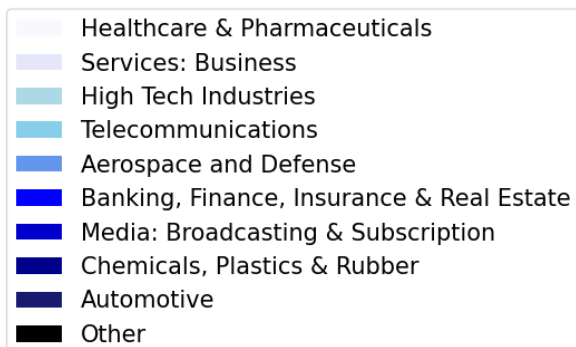 Healthcare & Pharmaceuticals
Services: Business
High Tech Industries
Telecommunications
Aerospace and Defense
Banking, Finance, Insurance & Real Estate
Media: Broadcasting & Subscription
Chemicals, Plastics & Rubber
Automotive
Other